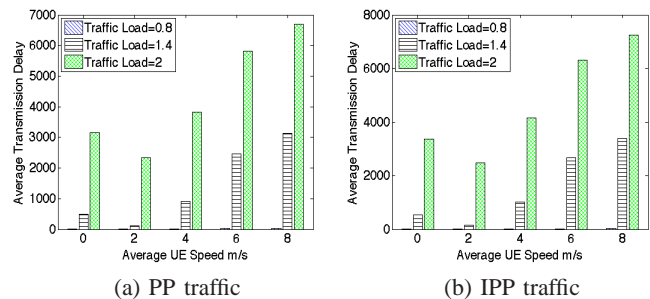 7000
6000
5000
4000
3000
2000
1000
0
Average Transmission Delay
Traffic Load=0.8
Traffic Load=1.4
Traffic Load=2
0 2 4 6 8
Average UE Speed m/s
(a) PP traffic
8000
6000
4000
2000
0
Average Transmission Delay
Traffic Load=0.8
Traffic Load=1.4
Traffic Load=2
0 2 4 6 8
Average UE Speed m/s
(b) IPP traffic